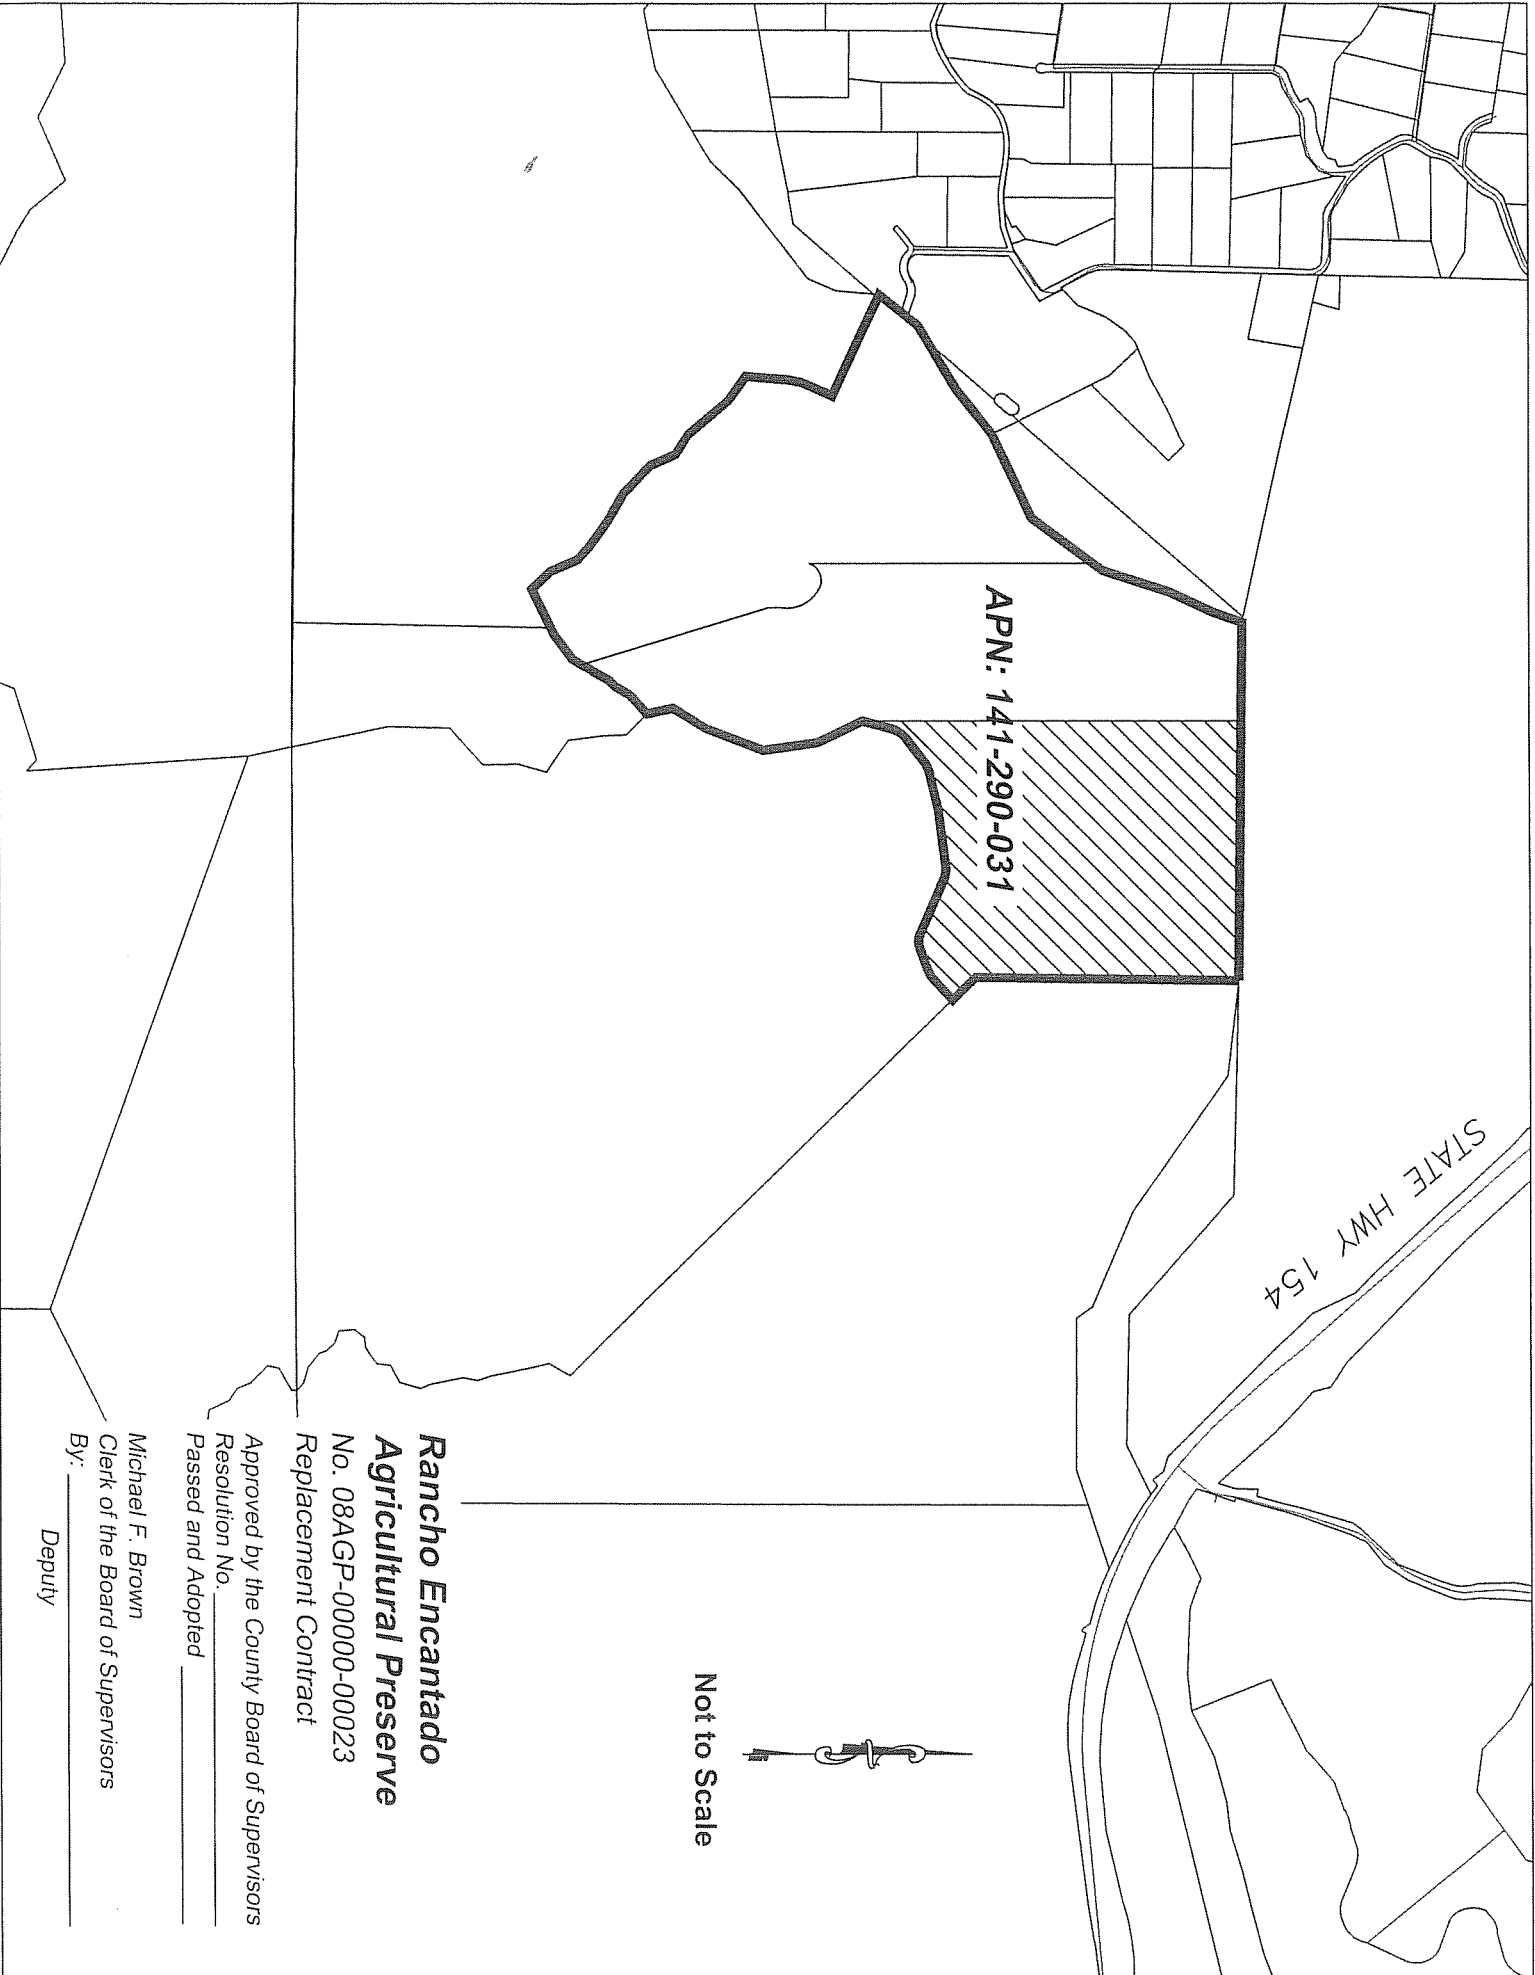 STATE HWY 154
APN: 141-290-031
Not to Scale
Rancho Encantado
Agricultural Preserve
No. 08AGP-00000-00023
Replacement Contract
Approved by the County Board of Supervisors
Resolution No.
Passed and Adopted
Michael F. Brown
Clerk of the Board of Supervisors
By:
Deputy